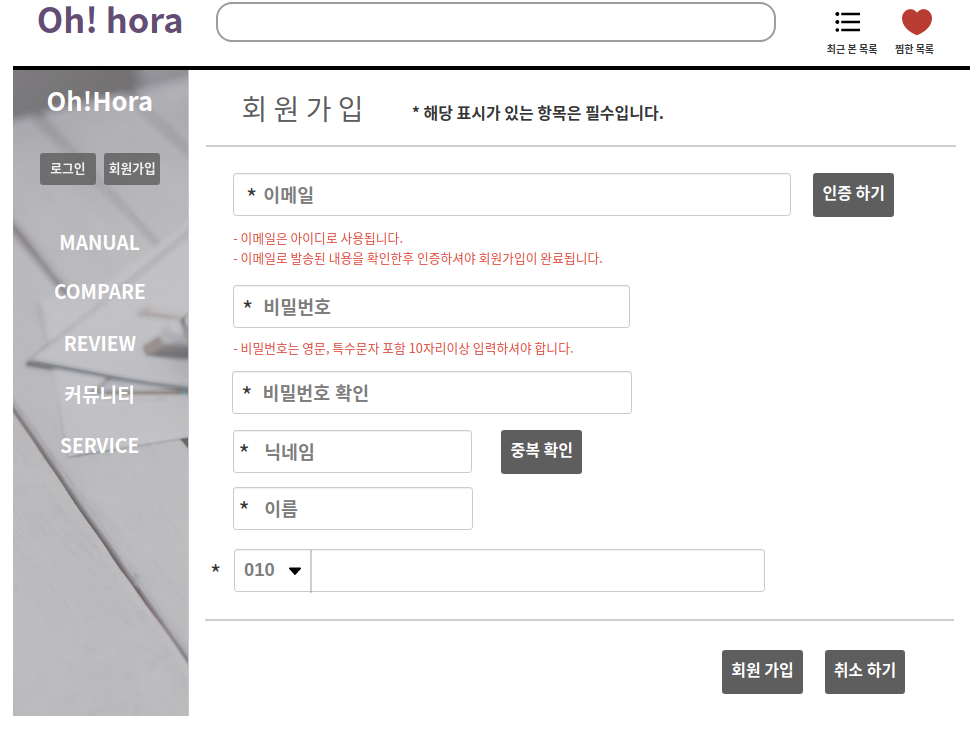 Oh! hora
최근 본 목록
찜한 목록
Oh!Hora
로그인
회원가입
MANUAL
COMPARE
REVIEW
커뮤니티
SERVICE
회 원 가 입
* 해당 표시가 있는 항목은 필수입니다.
* 이메일
인증 하기
- 이메일은 아이디로 사용됩니다.
- 이메일로 발송된 내용을 확인한후 인증하셔야 회원가입이 완료됩니다.
* 비밀번호
- 비밀번호는 영문, 특수문자 포함 10자리이상 입력하셔야 합니다.
* 비밀번호 확인
* 닉네임
중복 확인
* 이름
* 010
회원 가입
취소 하기